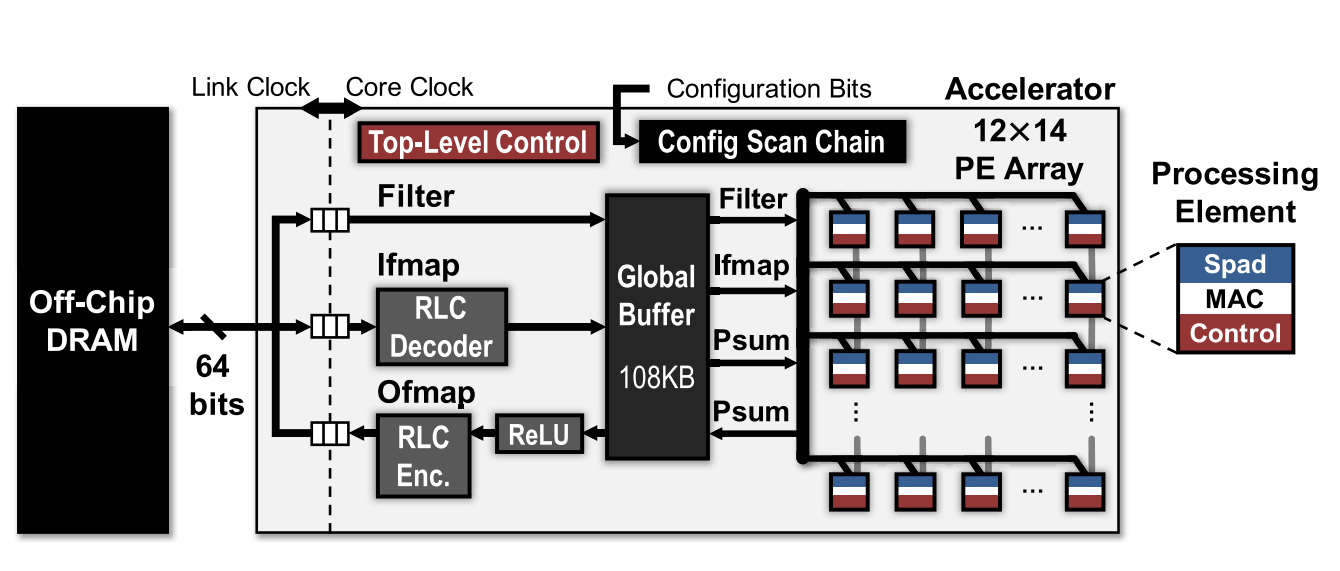 Link Clock
Core Clock
Configuration Bits
Accelerator
12×14
PE Array
Top-Level Control
Config Scan Chain
Processing
Element
Filter
Filter
Ifmap
Ifmap
RLC
Decoder
Global
Buffer
108KB
Off-Chip
DRAM
64
bits
Psum
Psum
Ofmap
RLC
Enc.
ReLU
...
...
...
...
...
...
Spad
MAC
Control